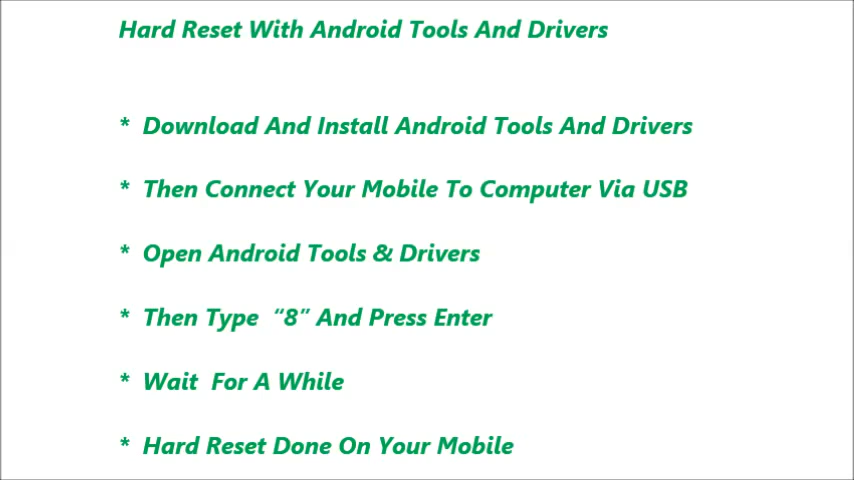 Hard Reset With Android Tools And Drivers
* Download And Install Android Tools And Drivers
* Then Connect Your Mobile To Computer Via USB
* Open Android Tools & Drivers
* Then Type “8” And Press Enter
* Wait For A While
* Hard Reset Done On Your Mobile